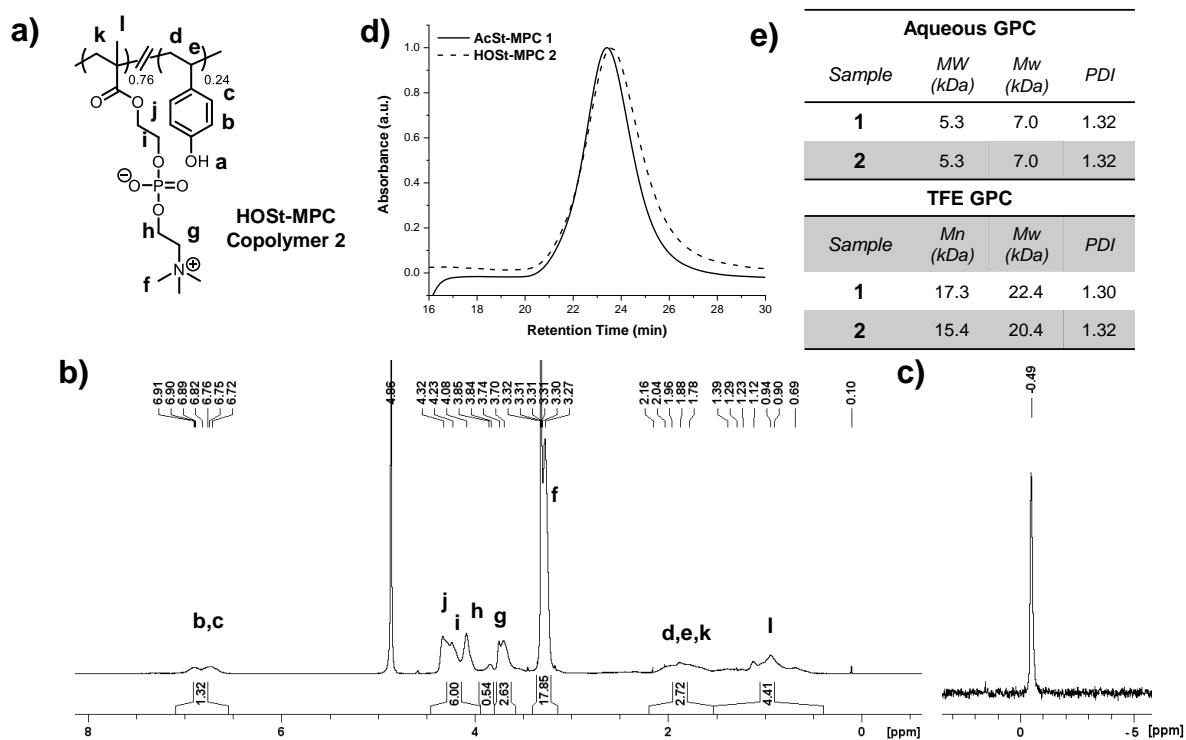 a)
l
k
d
e
0.76
0.24
O
O
c
j
b
i
OH a
O
⊖O P O
O
HOSt-MPC
Copolymer 2
h
g
N⊕
f
d)
AcSt-MPC 1
HOSt-MPC 2
Absorbance (a.u.)
1.0
0.8
0.6
0.4
0.2
0.0
16 18 20 22 24 26 28 30
Retention Time (min)
e)
Aqueous GPC
Sample MW (kDa) Mw (kDa) PDI
1 5.3 7.0 1.32
2 5.3 7.0 1.32
TFE GPC
Sample Mn (kDa) Mw (kDa) PDI
1 17.3 22.4 1.30
2 15.4 20.4 1.32
b)
6.91 6.90 6.89 6.82 6.76 6.75 6.72
4.86
4.32 4.23 4.08 3.85 3.84 3.74 3.70 3.32 3.31 3.31 3.31 3.30 3.27
2.16 2.04 1.96 1.88 1.78
1.39 1.29 1.23 1.12 0.94 0.90 0.69
0.10
b,c
j
i
h
g
f
d,e,k
l
1.32 6.00 0.54 2.63 17.85 2.72 4.41
8 6 4 2 0 [ppm]
c)
-0.49
0 -5 [ppm]